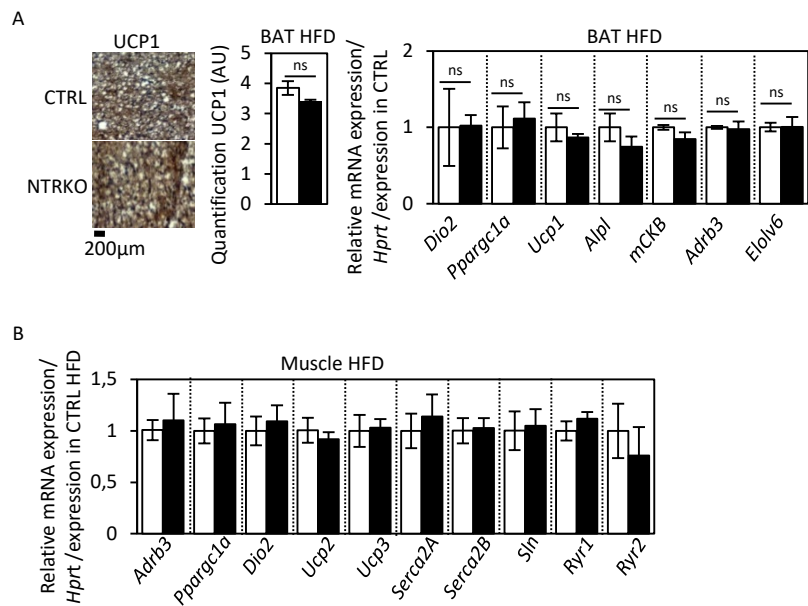 A
UCP1
CTRL
NTRKO
200µm
BAT HFD
Quantification UCP1 (AU)
5
4
3
2
1
0
ns
BAT HFD
Relative mRNA expression/
Hprt /expression in CTRL
2
1
0
ns
ns
ns
ns
ns
ns
ns
Dio2
Ppargc1a
Ucp1
Alpl
mCKB
Adrb3
Elolv6
B
Muscle HFD
Relative mRNA expression/
Hprt /expression in CTRL HFD
1,5
1
0,5
0
Adrb3
Ppargc1a
Dio2
Ucp2
Ucp3
Serca2A
Serca2B
Sln
Ryr1
Ryr2